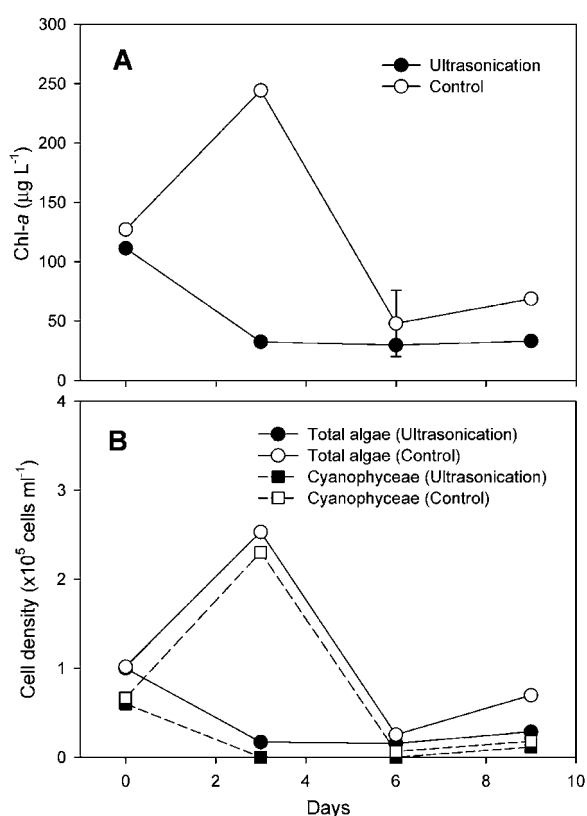 300
250
200
150
100
50
0
Chl-a (µg L⁻¹)
A
Ultrasonication
Control
4
3
2
1
0
Cell density (x10⁵ cells ml⁻¹)
B
Total algae (Ultrasonication)
Total algae (Control)
Cyanophyceae (Ultrasonication)
Cyanophyceae (Control)
0 2 4 6 8 10
Days